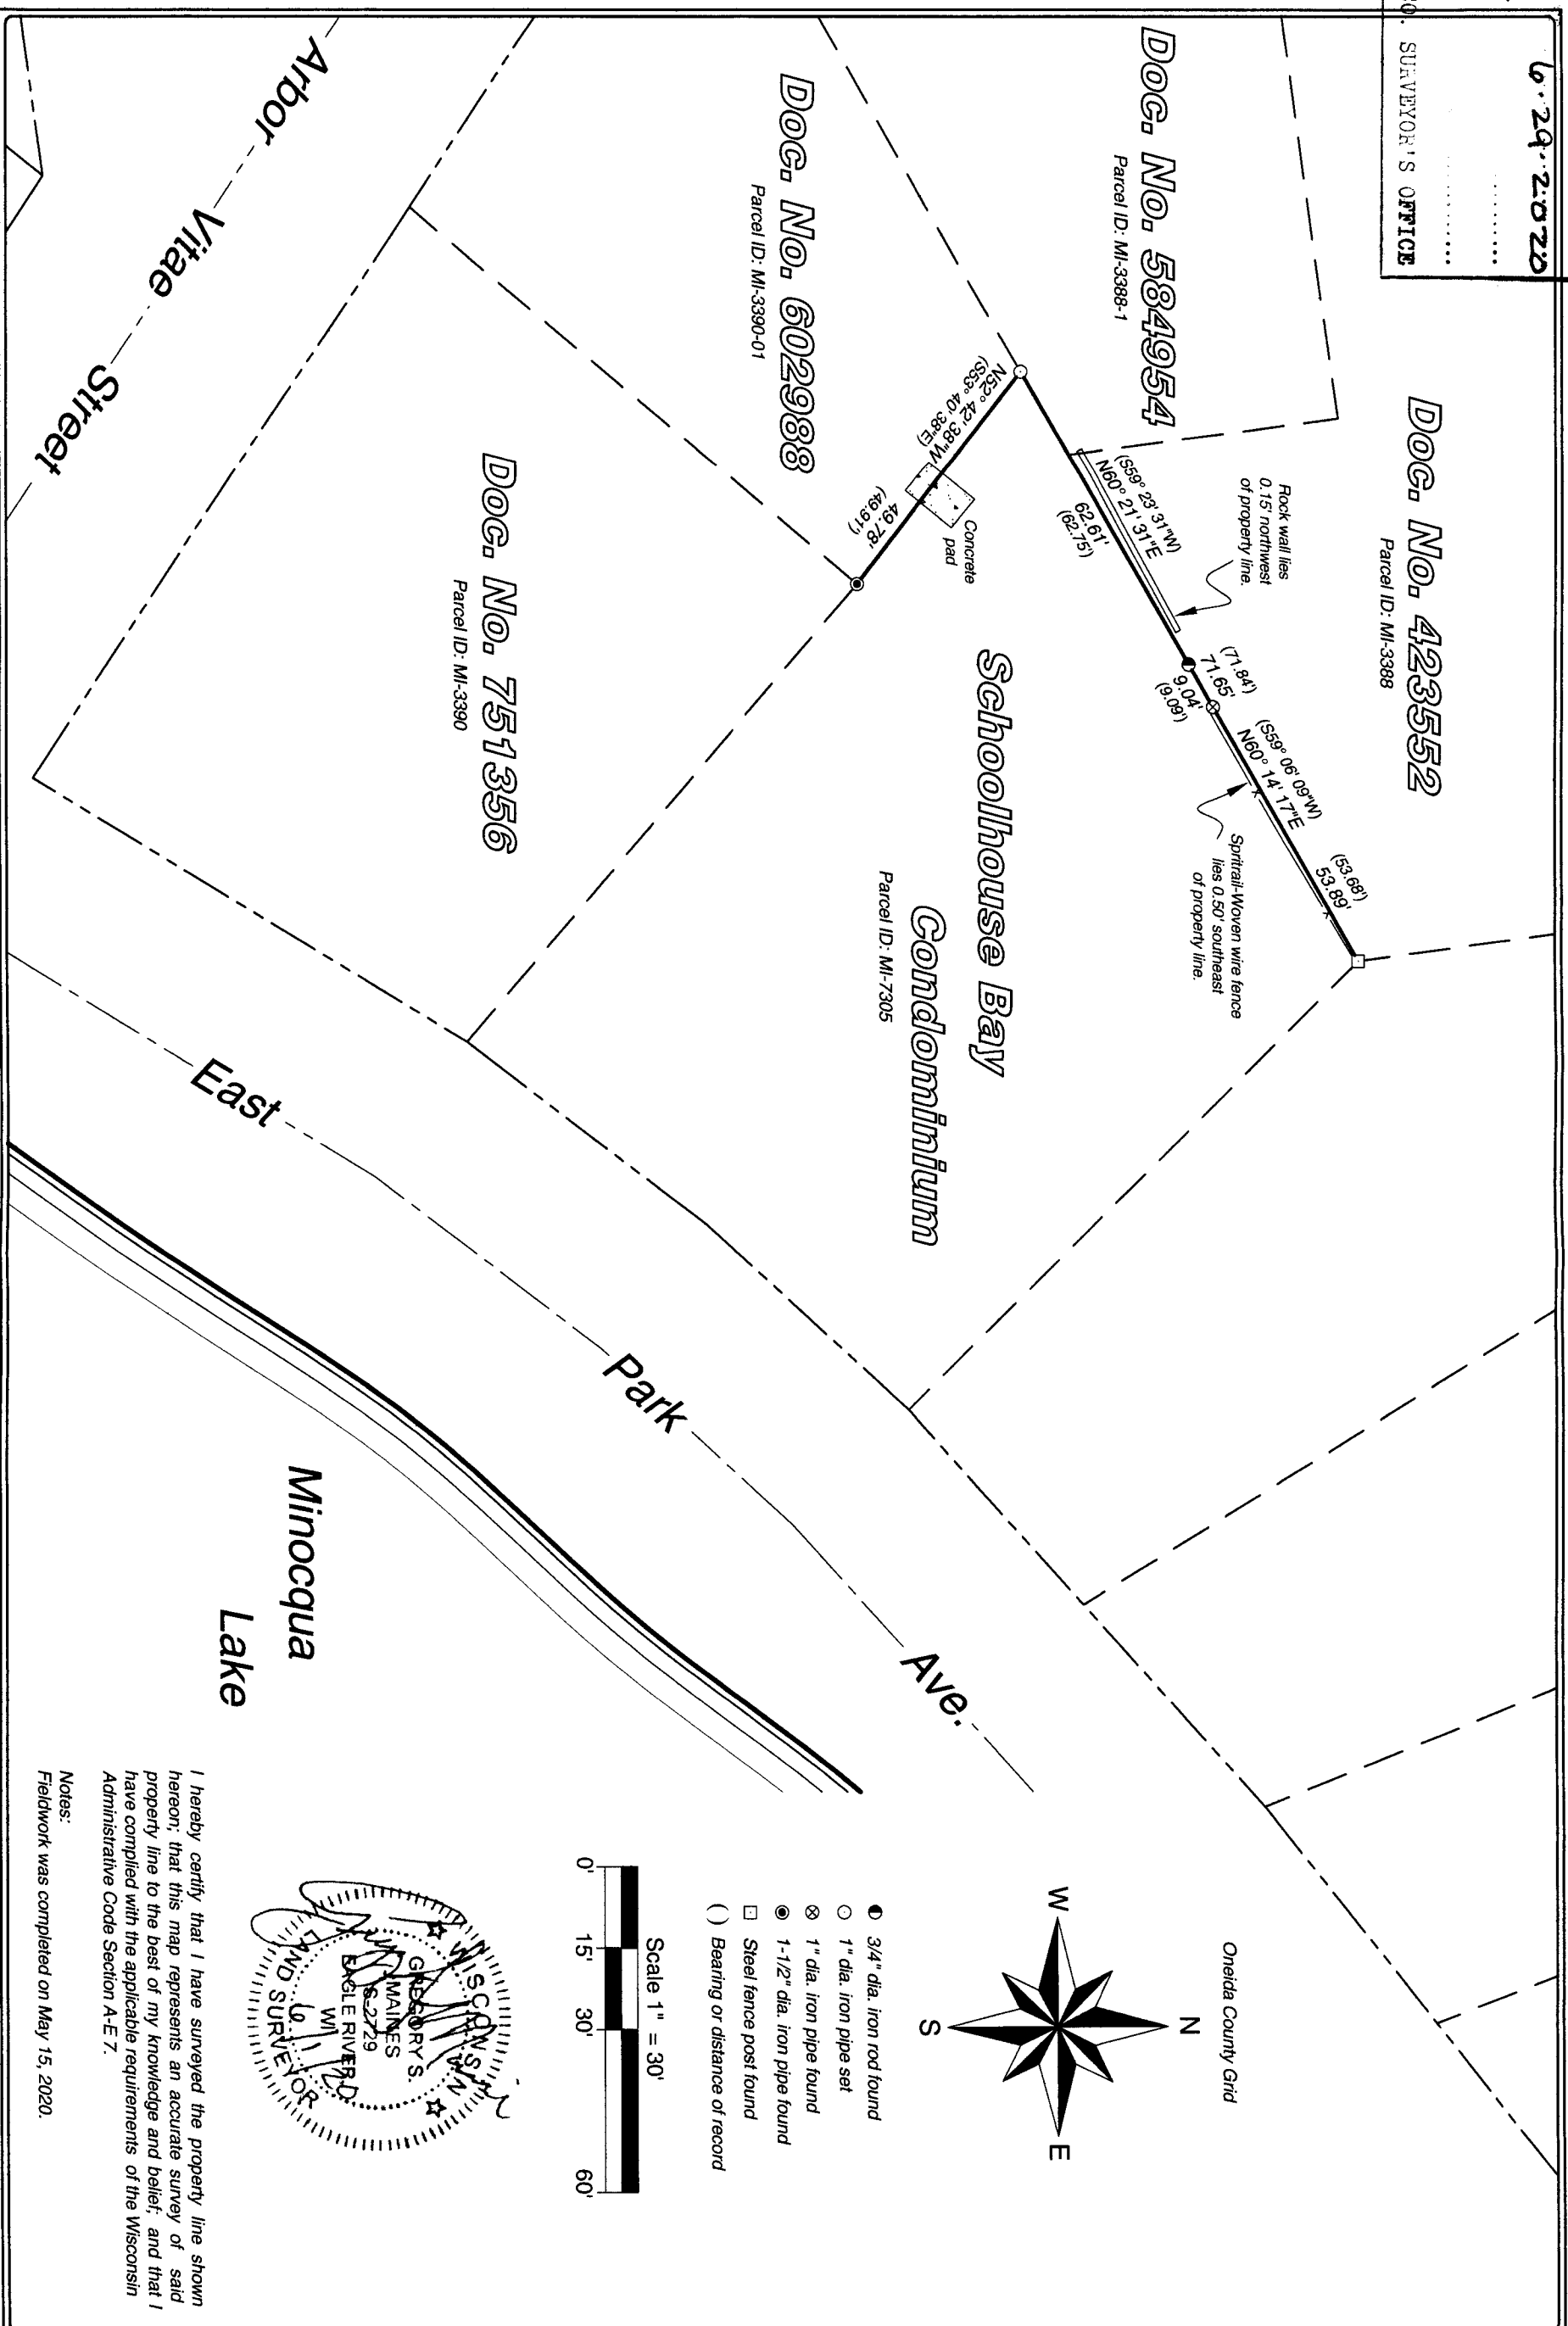 6·29·2020
CO. SURVEYOR'S OFFICE
Doc. No. 423552
Parcel ID: MI-3388
Doc. No. 584954
Parcel ID: MI-3388-1
Rock wall lies
0.15' northwest
of property line.
(S59° 23' 31"W)
N60° 21' 31"E
62.61'
(62.75')
(71.84')
71.65'
9.04'
(9.09')
(S59° 06' 09"W)
N60° 14' 17"E
(53.68')
53.89'
Spritrail-Woven wire fence
lies 0.50' southeast
of property line.
N52° 42' 38"W
(S53° 40' 38"E)
49.78'
(49.91')
Concrete
pad
Schoolhouse Bay
Condominium
Parcel ID: MI-7305
Doc. No. 602988
Parcel ID: MI-3390-01
Doc. No. 751356
Parcel ID: MI-3390
Arbor Vitae Street
East Park Ave.
Minocqua
Lake
Oneida County Grid
N
W
E
S
3/4" dia. iron rod found
1" dia. iron pipe set
1" dia. iron pipe found
1-1/2" dia. iron pipe found
Steel fence post found
( ) Bearing or distance of record
Scale 1" = 30'
0' 15' 30' 60'
WISCONSIN
GREGORY S.
MAINES
S-2729
EAGLE RIVER
WI
LAND SURVEYOR
I hereby certify that I have surveyed the property line shown
hereon; that this map represents an accurate survey of said
property line to the best of my knowledge and belief; and that I
have complied with the applicable requirements of the Wisconsin
Administrative Code Section A-E 7.
Notes:
Fieldwork was completed on May 15, 2020.